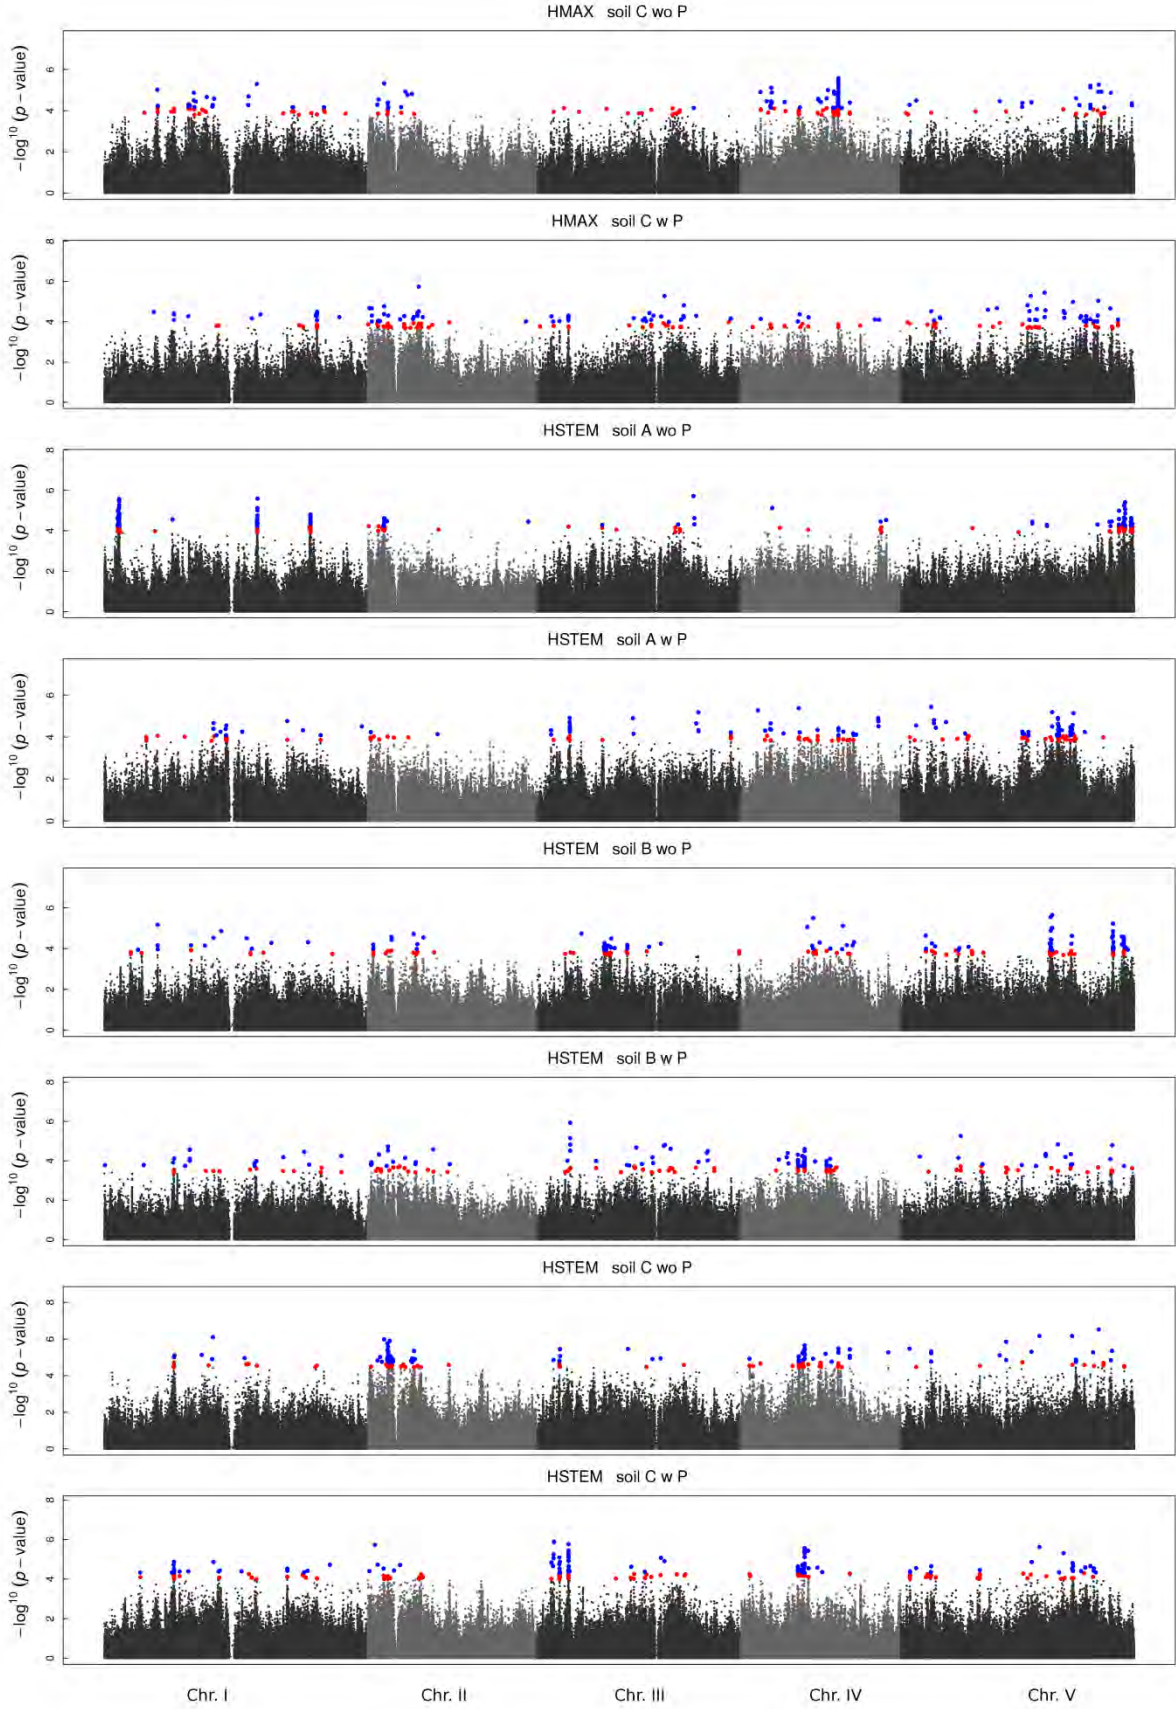 HMAX soil C wo P
−log¹⁰ (p − value)
6
4
2
0
HMAX soil C w P
−log¹⁰ (p − value)
8
6
4
2
0
HSTEM soil A wo P
−log¹⁰ (p − value)
8
6
4
2
0
HSTEM soil A w P
−log¹⁰ (p − value)
6
4
2
0
HSTEM soil B wo P
−log¹⁰ (p − value)
6
4
2
0
HSTEM soil B w P
−log¹⁰ (p − value)
8
6
4
2
0
HSTEM soil C wo P
−log¹⁰ (p − value)
8
6
4
2
0
HSTEM soil C w P
−log¹⁰ (p − value)
8
6
4
2
0
Chr. I Chr. II Chr. III Chr. IV Chr. V